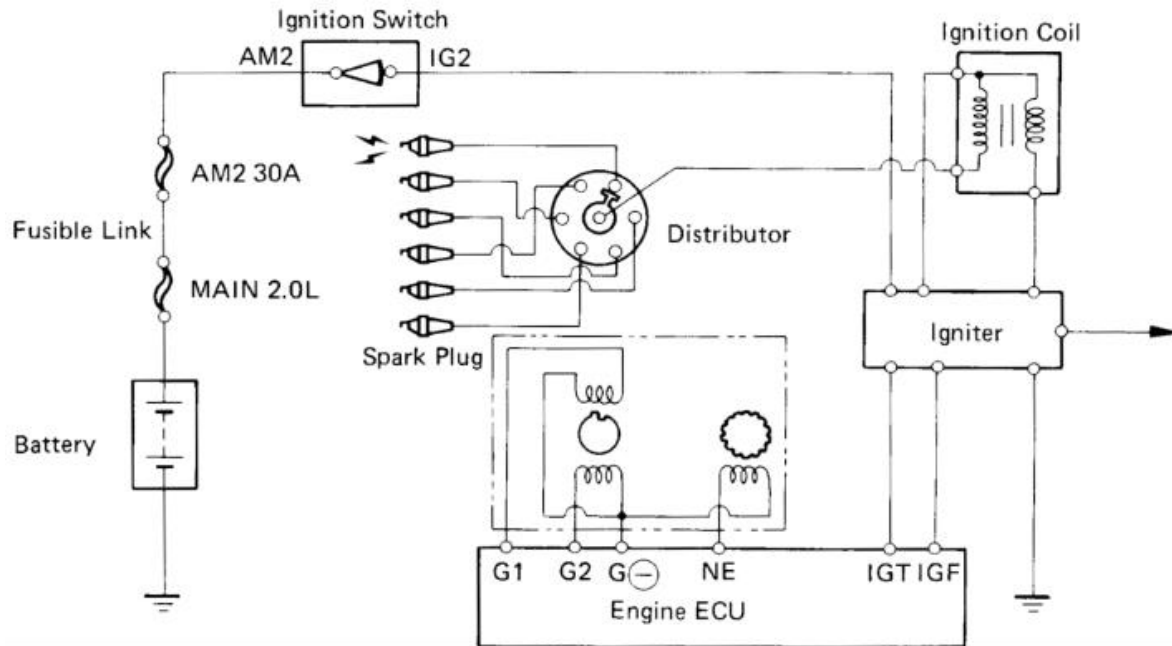 Ignition Switch
AM2
IG2
Ignition Coil
AM2 30A
Fusible Link
Distributor
MAIN 2.0L
Igniter
Spark Plug
Battery
G1 G2 G⊖ NE IGT IGF
Engine ECU